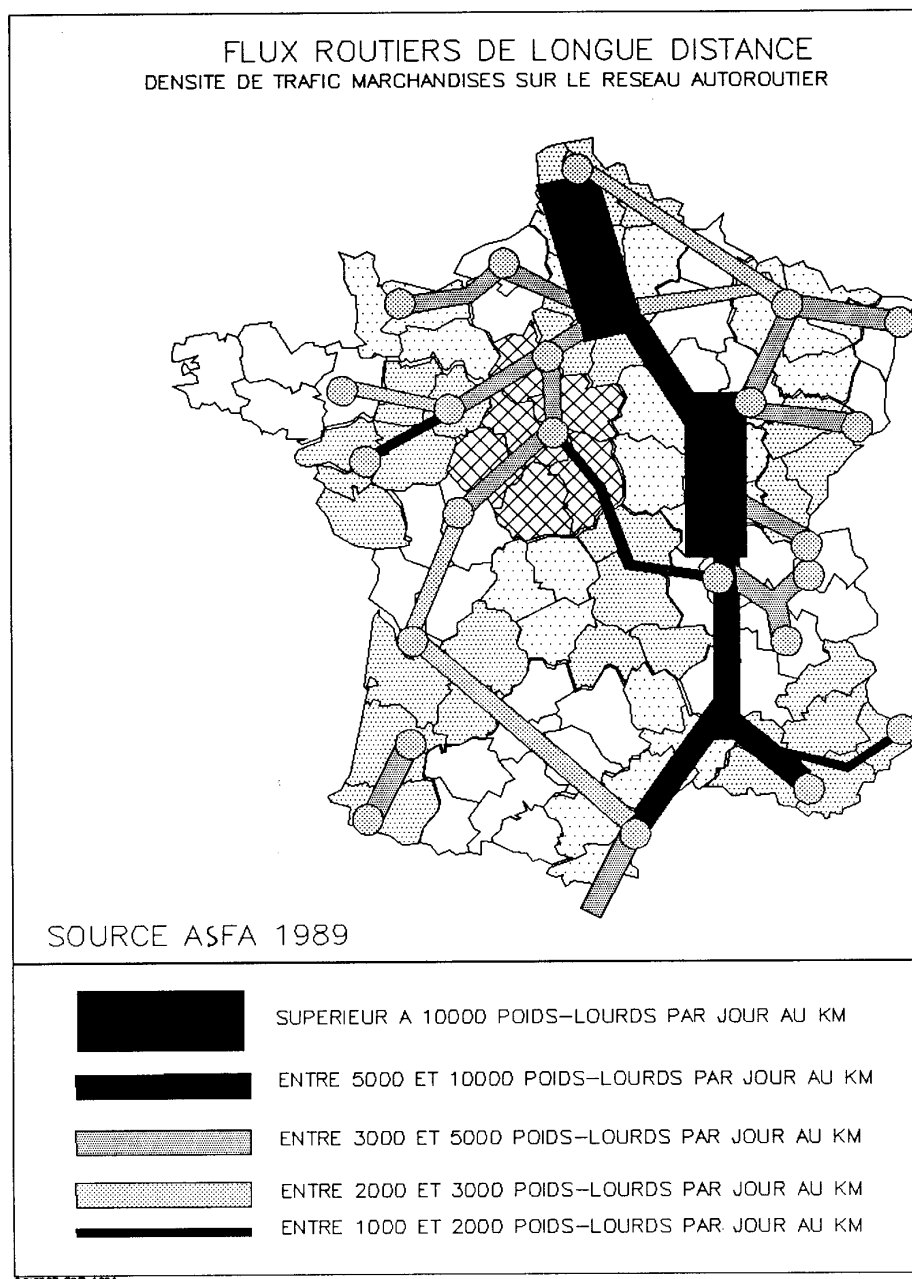 FLUX ROUTIERS DE LONGUE DISTANCE
DENSITE DE TRAFIC MARCHANDISES SUR LE RESEAU AUTOROUTIER
SOURCE ASFA 1989
SUPERIEUR A 10000 POIDS-LOURDS PAR JOUR AU KM
ENTRE 5000 ET 10000 POIDS-LOURDS PAR JOUR AU KM
ENTRE 3000 ET 5000 POIDS-LOURDS PAR JOUR AU KM
ENTRE 2000 ET 3000 POIDS-LOURDS PAR JOUR AU KM
ENTRE 1000 ET 2000 POIDS-LOURDS PAR JOUR AU KM